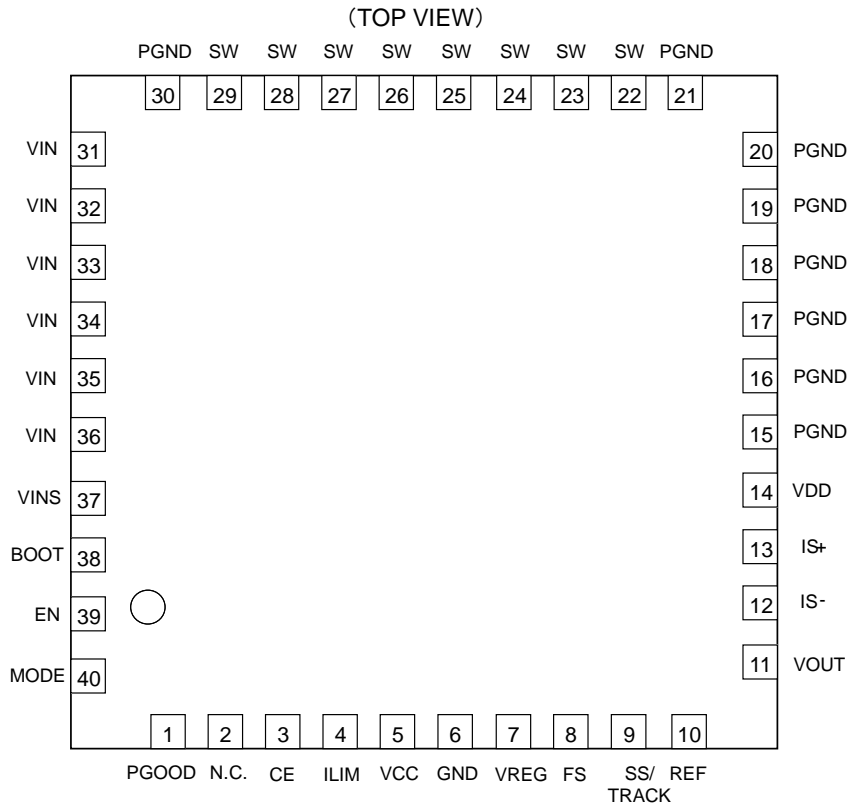 （TOP VIEW）
PGND SW SW SW SW SW SW SW SW PGND
30 29 28 27 26 25 24 23 22 21
VIN 31 20 PGND
VIN 32 19 PGND
VIN 33 18 PGND
VIN 34 17 PGND
VIN 35 16 PGND
VIN 36 15 PGND
VINS 37 14 VDD
BOOT 38 13 IS+
EN 39 12 IS-
MODE 40 11 VOUT
1 2 3 4 5 6 7 8 9 10
PGOOD N.C. CE ILIM VCC GND VREG FS SS/ REF
TRACK